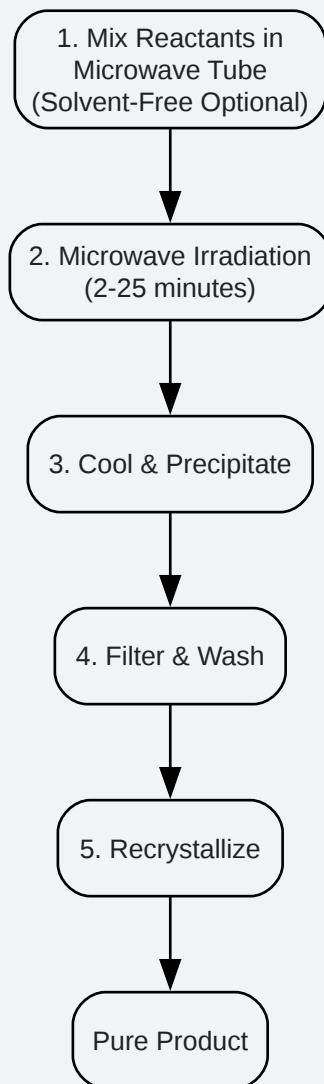 1. Mix Reactants in
Microwave Tube
(Solvent-Free Optional)
2. Microwave Irradiation
(2-25 minutes)
3. Cool & Precipitate
4. Filter & Wash
5. Recrystallize
Pure Product